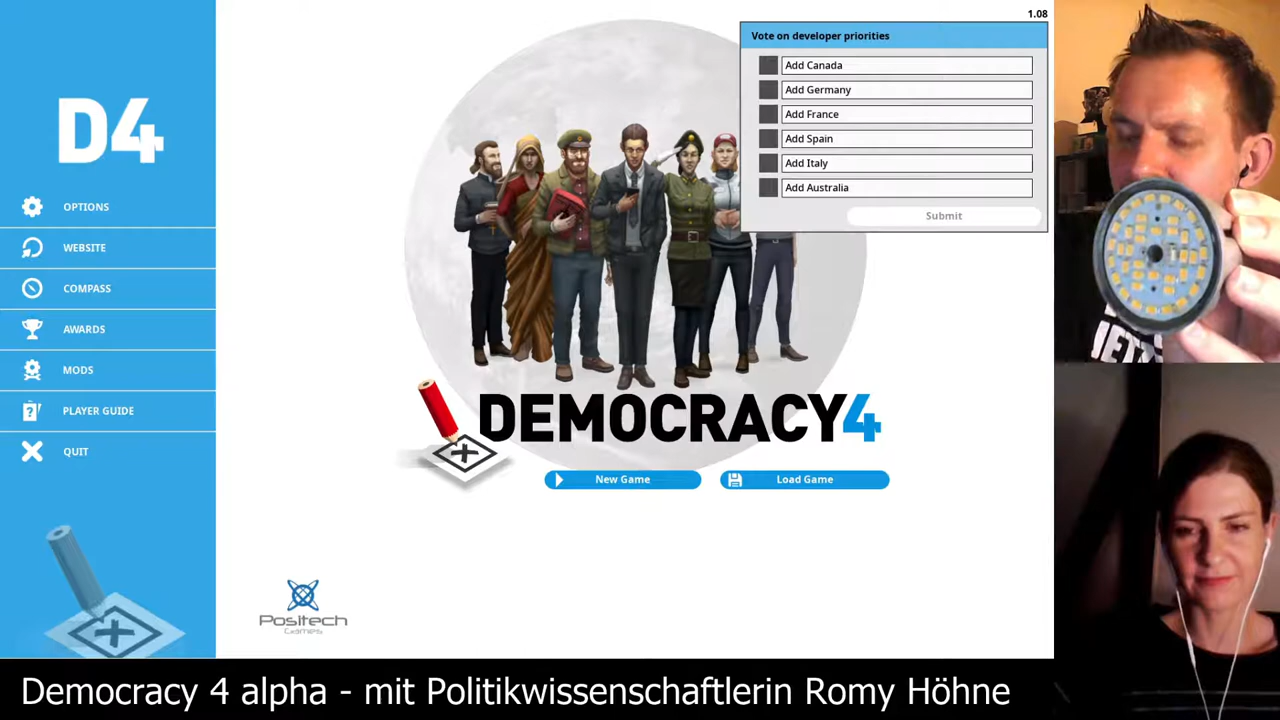 1.08
Vote on developer priorities
Add Canada
Add Germany
Add France
Add Spain
Add Italy
Add Australia
Submit
D4
OPTIONS
WEBSITE
COMPASS
AWARDS
MODS
PLAYER GUIDE
QUIT
DEMOCRACY4
New Game
Load Game
Positech
Games
Democracy 4 alpha - mit Politikwissenschaftlerin Romy Höhne